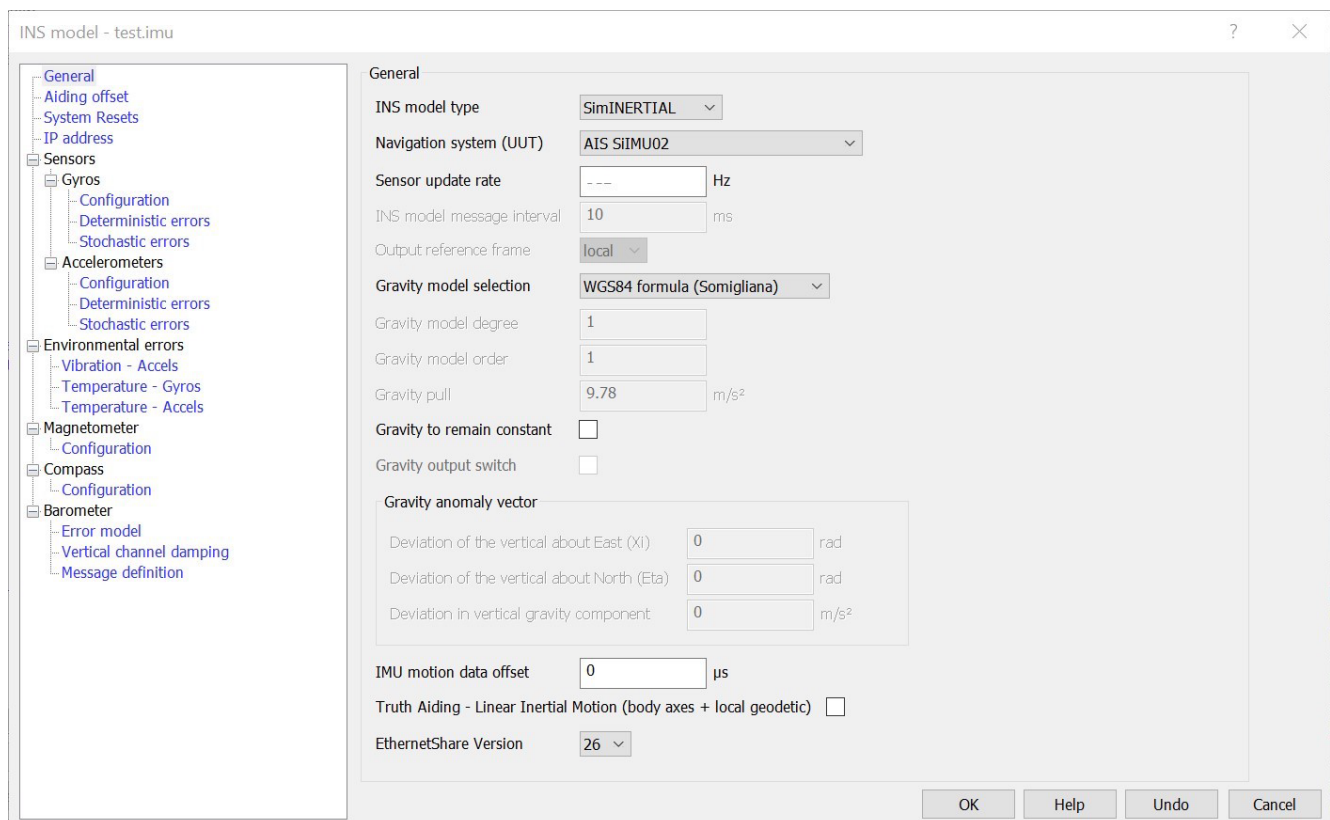 INS model - test.imu
?
General
Aiding offset
System Resets
IP address
Sensors
Gyros
Configuration
Deterministic errors
Stochastic errors
Accelerometers
Configuration
Deterministic errors
Stochastic errors
Environmental errors
Vibration - Accels
Temperature - Gyros
Temperature - Accels
Magnetometer
Configuration
Compass
Configuration
Barometer
Error model
Vertical channel damping
Message definition
General
INS model type SimINERTIAL
Navigation system (UUT) AIS SiIMU02
Sensor update rate --- Hz
INS model message interval 10 ms
Output reference frame local
Gravity model selection WGS84 formula (Somigliana)
Gravity model degree 1
Gravity model order 1
Gravity pull 9.78 m/s²
Gravity to remain constant
Gravity output switch
Gravity anomaly vector
Deviation of the vertical about East (Xi) 0 rad
Deviation of the vertical about North (Eta) 0 rad
Deviation in vertical gravity component 0 m/s²
IMU motion data offset 0 µs
Truth Aiding - Linear Inertial Motion (body axes + local geodetic)
EthernetShare Version 26
OK Help Undo Cancel